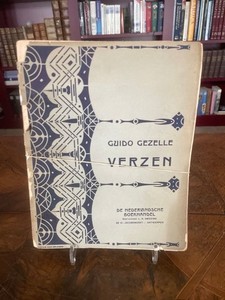 GUIDO GEZELLE
VERZEN
DE NEDERLANDSCHE
BOEKHANDEL